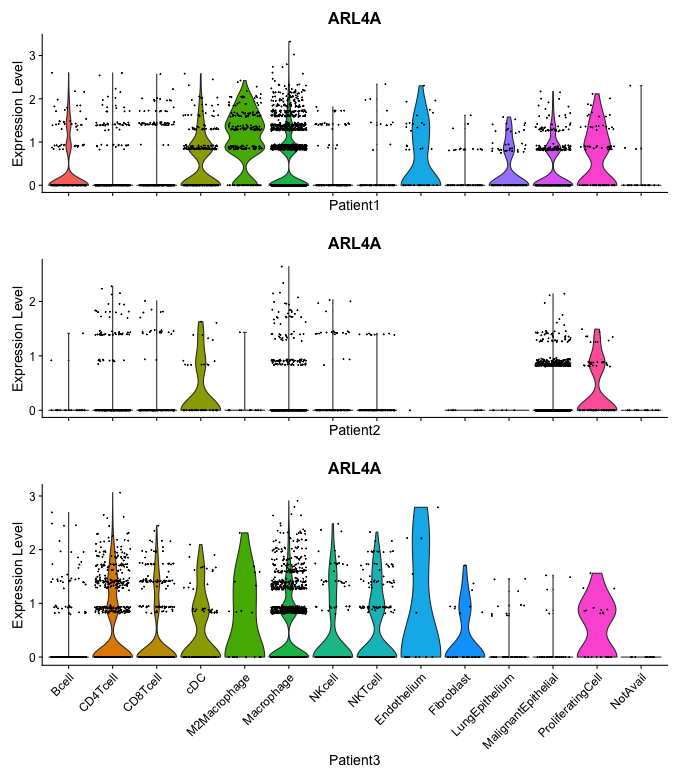 ARL4A
Expression Level
3
2
1
0
Patient1
ARL4A
Expression Level
2
1
0
Patient2
ARL4A
Expression Level
3
2
1
0
Bcell
CD4Tcell
CD8Tcell
cDC
M2Macrophage
Macrophage
NKcell
NKTcell
Endothelium
Fibroblast
LungEpithelium
MalignantEpithelial
ProliferatingCell
NotAvail
Patient3